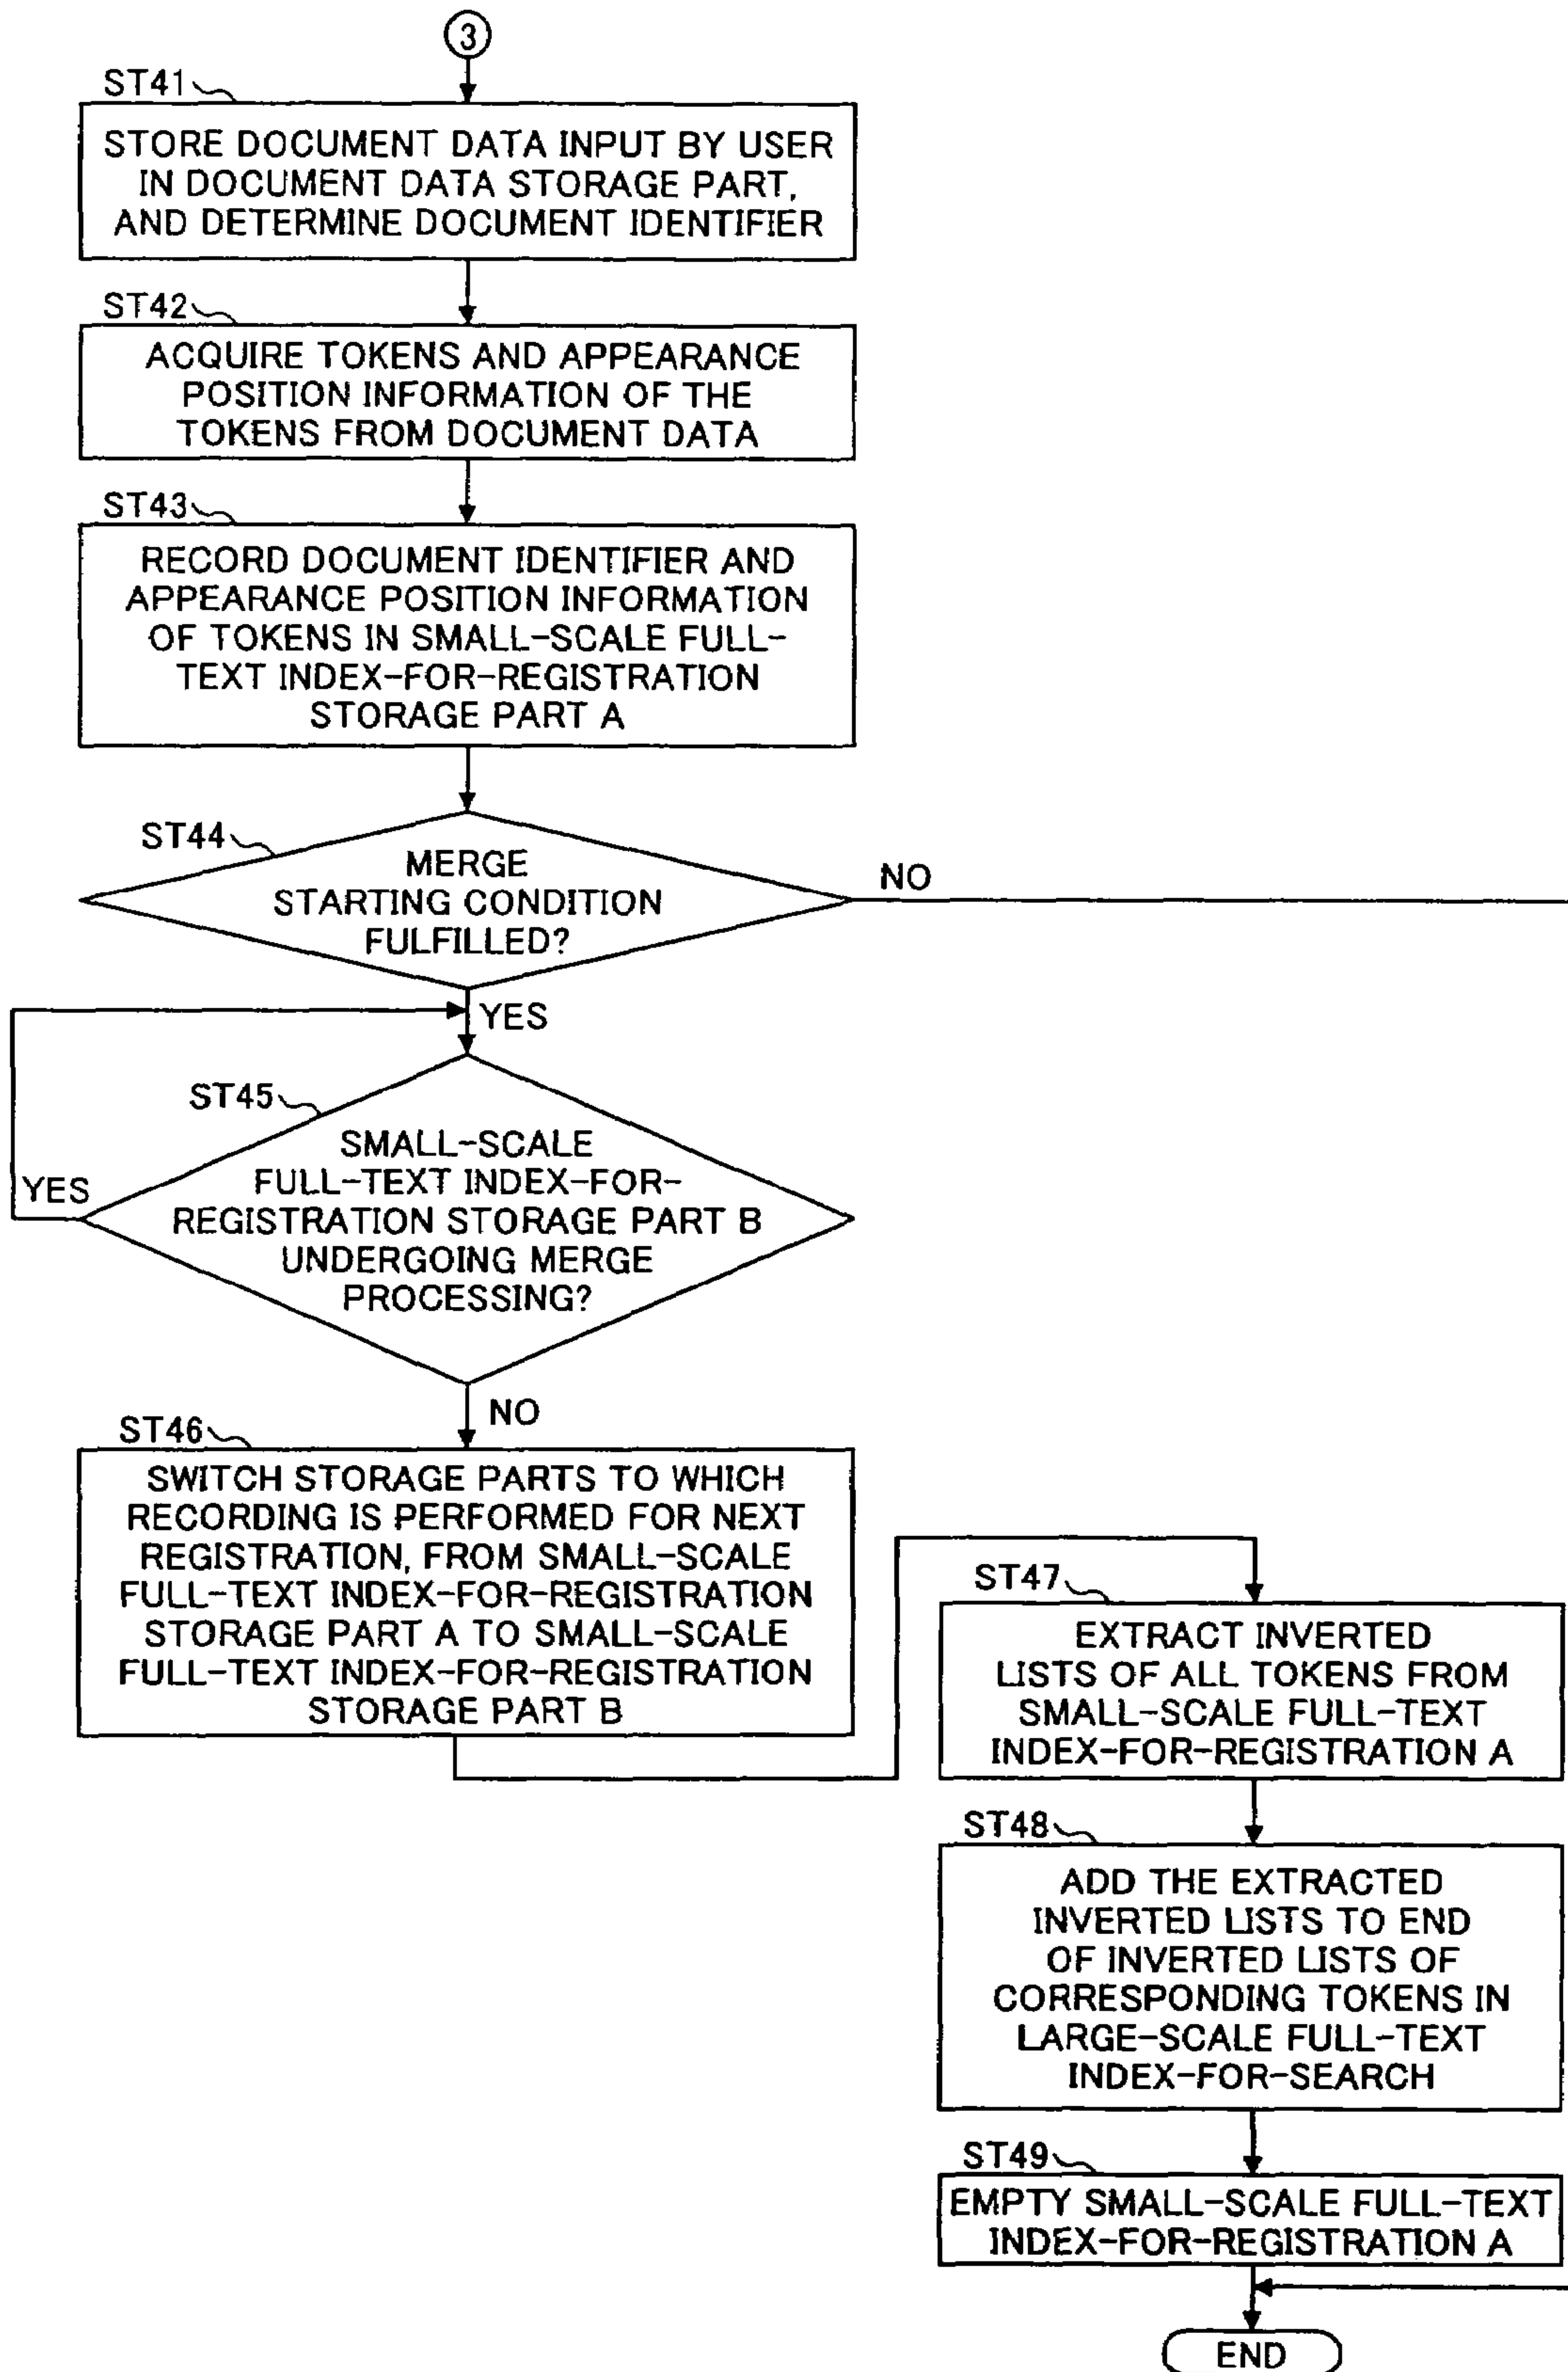 3
ST41
STORE DOCUMENT DATA INPUT BY USER
IN DOCUMENT DATA STORAGE PART,
AND DETERMINE DOCUMENT IDENTIFIER
ST42
ACQUIRE TOKENS AND APPEARANCE
POSITION INFORMATION OF THE
TOKENS FROM DOCUMENT DATA
ST43
RECORD DOCUMENT IDENTIFIER AND
APPEARANCE POSITION INFORMATION
OF TOKENS IN SMALL-SCALE FULL-
TEXT INDEX-FOR-REGISTRATION
STORAGE PART A
ST44
MERGE
STARTING CONDITION
FULFILLED?
NO
YES
ST45
SMALL-SCALE
FULL-TEXT INDEX-FOR-
REGISTRATION STORAGE PART B
UNDERGOING MERGE
PROCESSING?
YES
NO
ST46
SWITCH STORAGE PARTS TO WHICH
RECORDING IS PERFORMED FOR NEXT
REGISTRATION, FROM SMALL-SCALE
FULL-TEXT INDEX-FOR-REGISTRATION
STORAGE PART A TO SMALL-SCALE
FULL-TEXT INDEX-FOR-REGISTRATION
STORAGE PART B
ST47
EXTRACT INVERTED
LISTS OF ALL TOKENS FROM
SMALL-SCALE FULL-TEXT
INDEX-FOR-REGISTRATION A
ST48
ADD THE EXTRACTED
INVERTED LISTS TO END
OF INVERTED LISTS OF
CORRESPONDING TOKENS IN
LARGE-SCALE FULL-TEXT
INDEX-FOR-SEARCH
ST49
EMPTY SMALL-SCALE FULL-TEXT
INDEX-FOR-REGISTRATION A
END